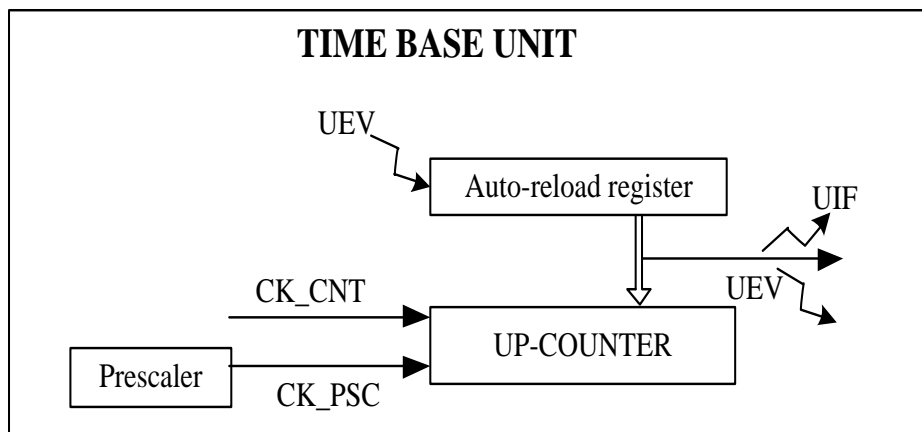 TIME BASE UNIT
UEV
Auto-reload register
UIF
UEV
CK_CNT
UP-COUNTER
Prescaler
CK_PSC